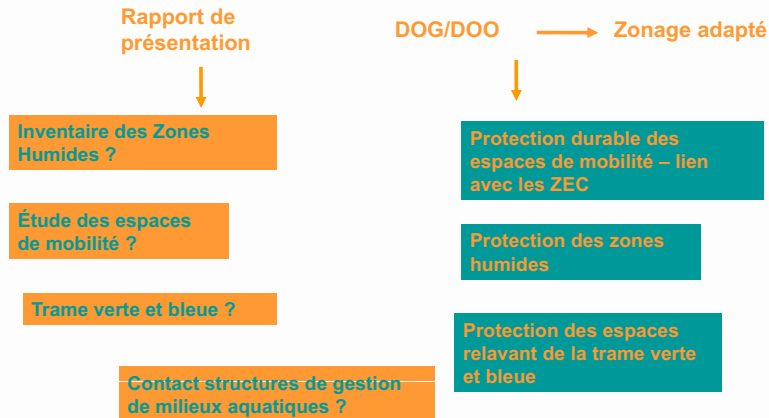 Rapport de
présentation
DOG/DOO
Zonage adapté
Inventaire des Zones
Humides ?
Étude des espaces
de mobilité ?
Trame verte et bleue ?
Contact structures de gestion
de milieux aquatiques ?
Protection durable des
espaces de mobilité – lien
avec les ZEC
Protection des zones
humides
Protection des espaces
relavant de la trame verte
et bleue